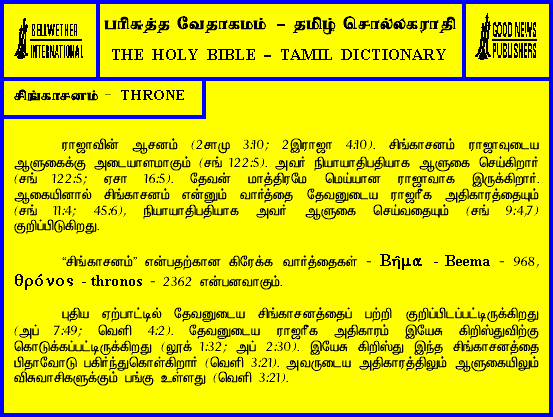 BELLWETHER
INTERNATIONAL
பரிசுத்த வேதாகமம் – தமிழ் சொல்லகராதி
THE HOLY BIBLE – TAMIL DICTIONARY
GOOD NEWS
PUBLISHERS
சிங்காசனம் - THRONE
ராஜாவின் ஆசனம் (2சாமு 3:10; 2இராஜா 4:10). சிங்காசனம் ராஜாவுடைய
ஆளுகைக்கு அடையாளமாகும் (சங் 122:5). அவர் நியாயாதிபதியாக ஆளுகை செய்கிறார்
(சங் 122:5; ஏசா 16:5). தேவன் மாத்திரமே மெய்யான ராஜாவாக இருக்கிறார்.
ஆகையினால் சிங்காசனம் என்னும் வார்த்தை தேவனுடைய ராஜரீக அதிகாரத்தையும்
(சங் 11:4; 45:6), நியாயாதிபதியாக அவர் ஆளுகை செய்வதையும் (சங் 9:4,7)
குறிப்பிடுகிறது.
“சிங்காசனம்” என்பதற்கான கிரேக்க வார்த்தைகள் - Βῆμα - Beema - 968,
θρόνος - thronos - 2362 என்பனவாகும்.
புதிய ஏற்பாட்டில் தேவனுடைய சிங்காசனத்தைப் பற்றி குறிப்பிடப்பட்டிருக்கிறது
(அப் 7:49; வெளி 4:2). தேவனுடைய ராஜரீக அதிகாரம் இயேசு கிறிஸ்துவிற்கு
கொடுக்கப்பட்டிருக்கிறது (லூக் 1:32; அப் 2:30). இயேசு கிறிஸ்து இந்த சிங்காசனத்தை
பிதாவோடு பகிர்ந்துகொள்கிறார் (வெளி 3:21). அவருடைய அதிகாரத்திலும் ஆளுகையிலும்
விசுவாசிகளுக்கும் பங்கு உள்ளது (வெளி 3:21).